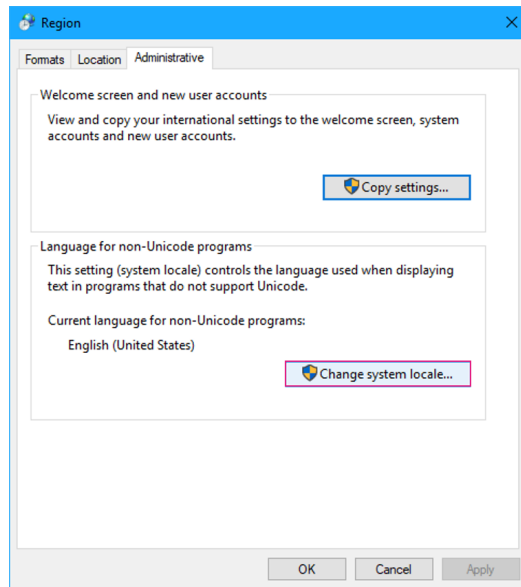 Region
Formats
Location
Administrative
Welcome screen and new user accounts
View and copy your international settings to the welcome screen, system
accounts and new user accounts.
Copy settings...
Language for non-Unicode programs
This setting (system locale) controls the language used when displaying
text in programs that do not support Unicode.
Current language for non-Unicode programs:
English (United States)
Change system locale...
OK
Cancel
Apply